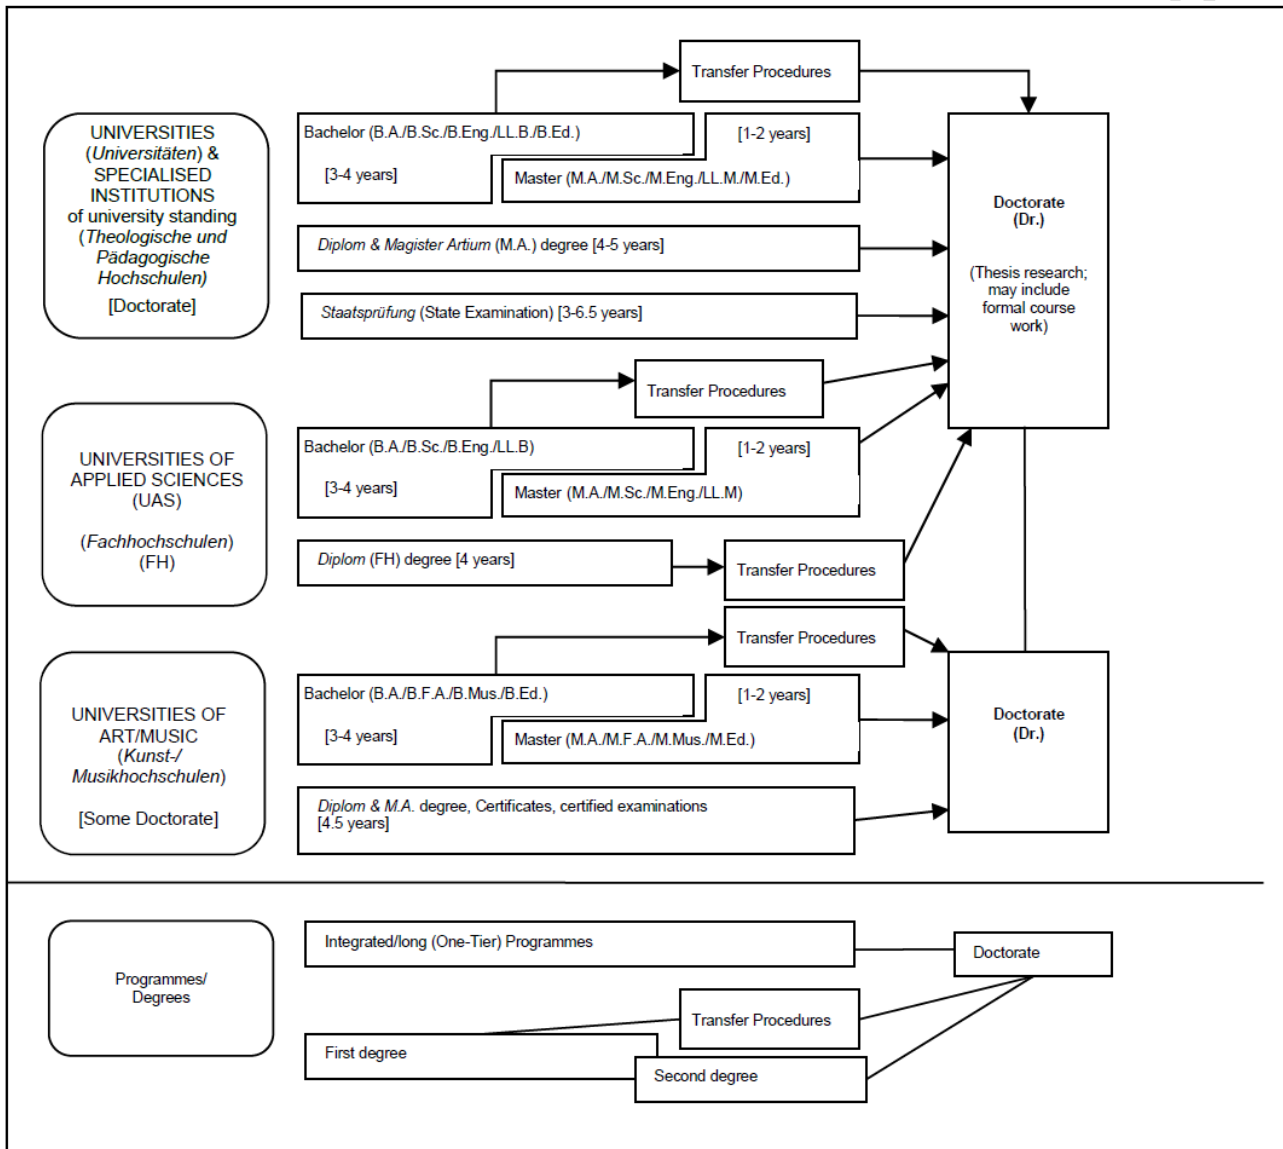 Transfer Procedures
UNIVERSITIES
(Universitäten) &
SPECIALISED
INSTITUTIONS
of university standing
(Theologische und
Pädagogische
Hochschulen)
[Doctorate]
Bachelor (B.A./B.Sc./B.Eng./LL.B./B.Ed.)
[1-2 years]
[3-4 years]
Master (M.A./M.Sc./M.Eng./LL.M./M.Ed.)
Diplom & Magister Artium (M.A.) degree [4-5 years]
Staatsprüfung (State Examination) [3-6.5 years]
Doctorate
(Dr.)
(Thesis research;
may include
formal course
work)
Transfer Procedures
UNIVERSITIES OF
APPLIED SCIENCES
(UAS)
(Fachhochschulen)
(FH)
Bachelor (B.A./B.Sc./B.Eng./LL.B)
[1-2 years]
[3-4 years]
Master (M.A./M.Sc./M.Eng./LL.M)
Diplom (FH) degree [4 years]
Transfer Procedures
Transfer Procedures
UNIVERSITIES OF
ART/MUSIC
(Kunst-/
Musikhochschulen)
[Some Doctorate]
Bachelor (B.A./B.F.A./B.Mus./B.Ed.)
[1-2 years]
[3-4 years]
Master (M.A./M.F.A./M.Mus./M.Ed.)
Diplom & M.A. degree, Certificates, certified examinations
[4.5 years]
Doctorate
(Dr.)
Programmes/
Degrees
Integrated/long (One-Tier) Programmes
Doctorate
Transfer Procedures
First degree
Second degree